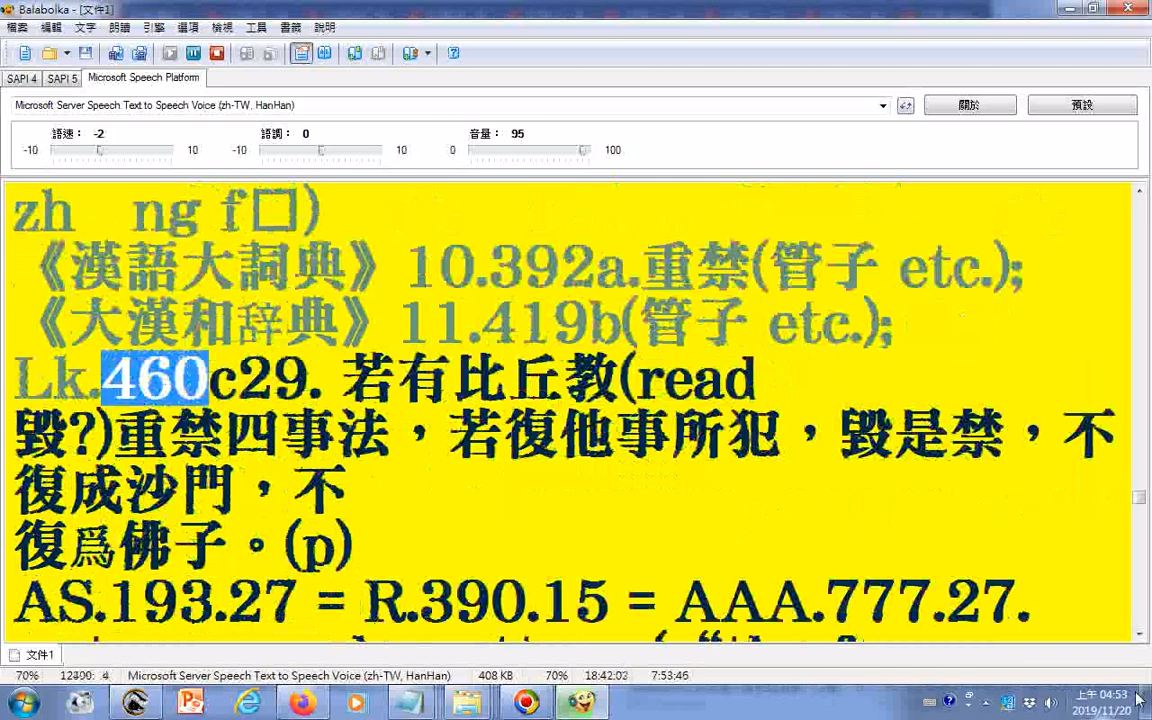 Balabolka - [文件1]
檔案 編輯 文字 朗讀 引擎 選項 檢視 工具 書籤 說明
SAPI 4 SAPI 5 Microsoft Speech Platform
Microsoft Server Speech Text to Speech Voice (zh-TW, HanHan) 關於 預設
語速： -2 語調： 0 音量： 95
-10 10 -10 10 0 100
zh ng f囗)
《漢語大詞典》 10.392a.重禁(管子 etc.);
《大漢和辞典》 11.419b(管子 etc.);
Lk.460c29. 若有比丘教(read
毀?)重禁四事法，若復他事所犯，毀是禁，不
復成沙門，不
復爲佛子。(p)
AS.193.27 = R.390.15 = AAA.777.27.
文件1
70% 12490: 4 Microsoft Server Speech Text to Speech Voice (zh-TW, HanHan) 408 KB 70% 18:42:03 7:53:46
上午 04:53
2019/11/20